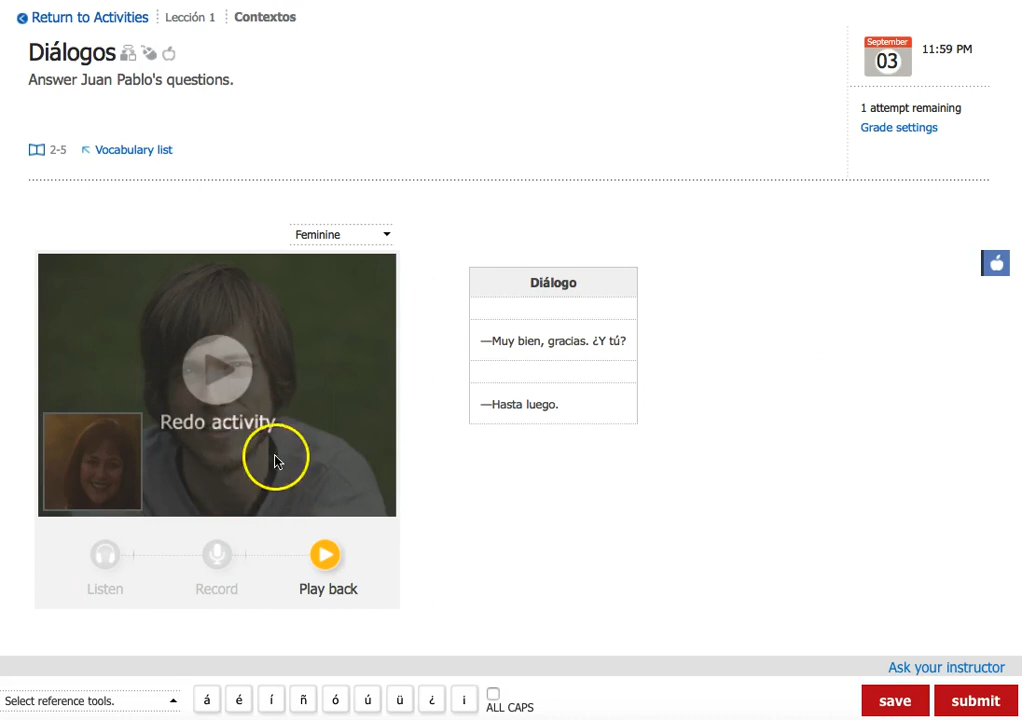 Return to Activities Lección 1 Contextos
Diálogos
Answer Juan Pablo's questions.
September
03
11:59 PM
1 attempt remaining
Grade settings
2-5 Vocabulary list
Feminine
Redo activity
Listen Record Play back
Diálogo
—Muy bien, gracias. ¿Y tú?
—Hasta luego.
Ask your instructor
Select reference tools. á é í ñ ó ú ü ¿ ¡ ALL CAPS save submit